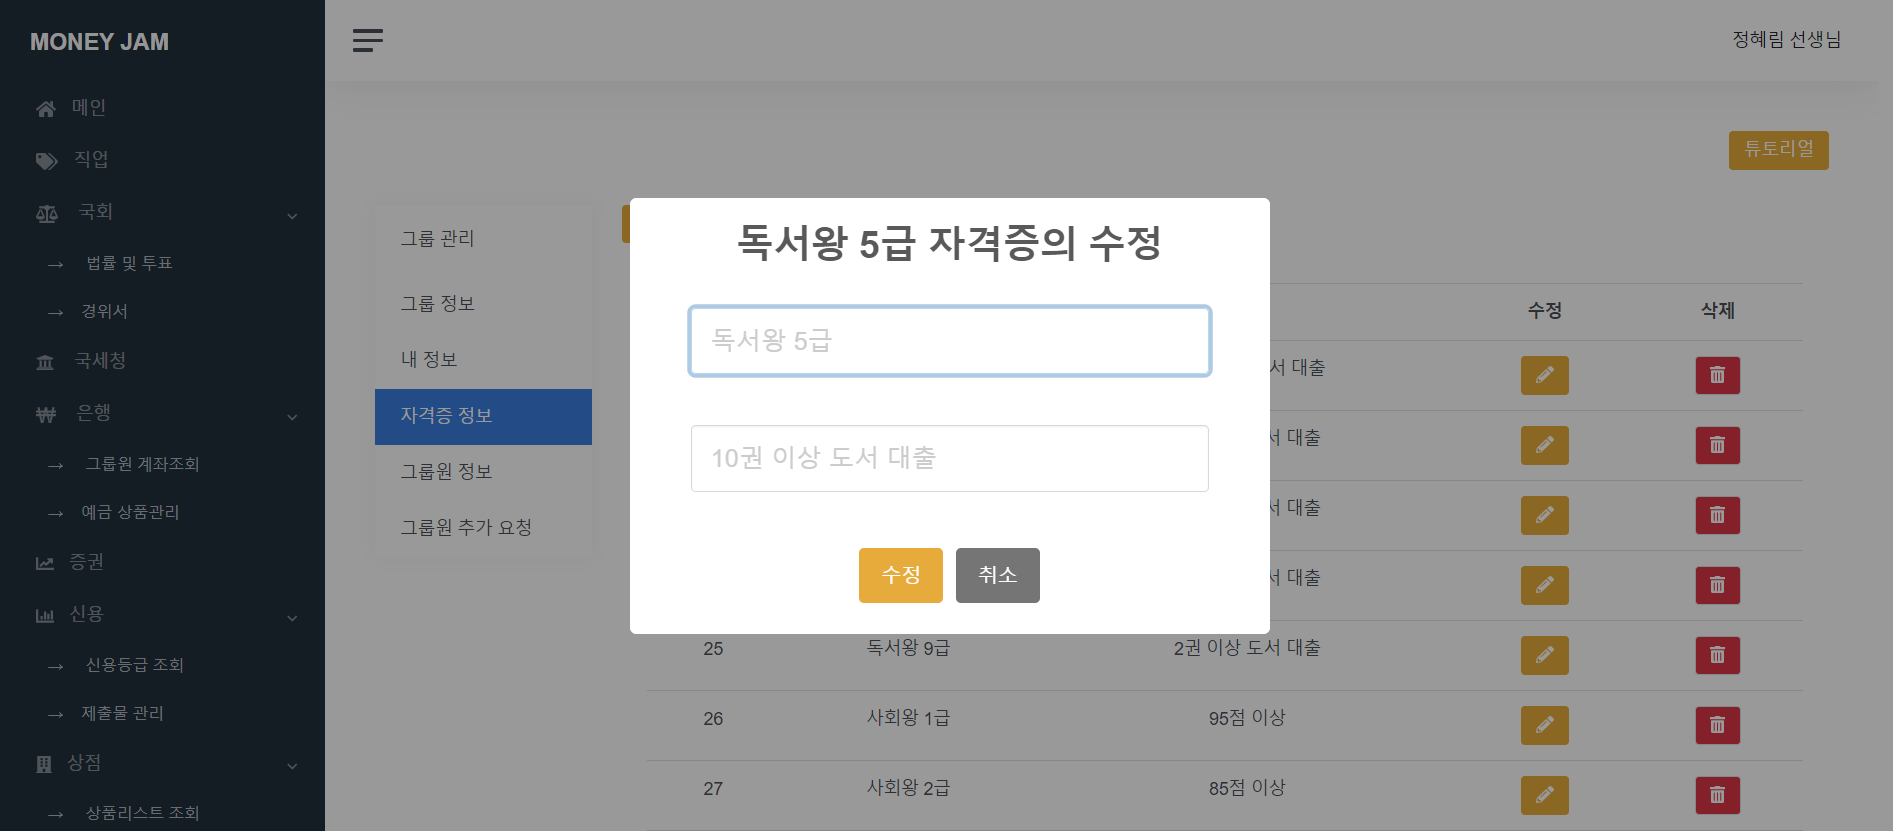 MONEY JAM
메인
직업
국회
→ 법률 및 투표
→ 경위서
국세청
은행
→ 그룹원 계좌조회
→ 예금 상품관리
증권
신용
→ 신용등급 조회
→ 제출물 관리
상점
→ 상품리스트 조회
정혜림 선생님
튜토리얼
그룹 관리
그룹 정보
내 정보
자격증 정보
그룹원 정보
그룹원 추가 요청
독서왕 5급 자격증의 수정
독서왕 5급
10권 이상 도서 대출
수정 취소
수정 삭제
서 대출
대출
대출
대출
25 독서왕 9급 2권 이상 도서 대출
26 사회왕 1급 95점 이상
27 사회왕 2급 85점 이상